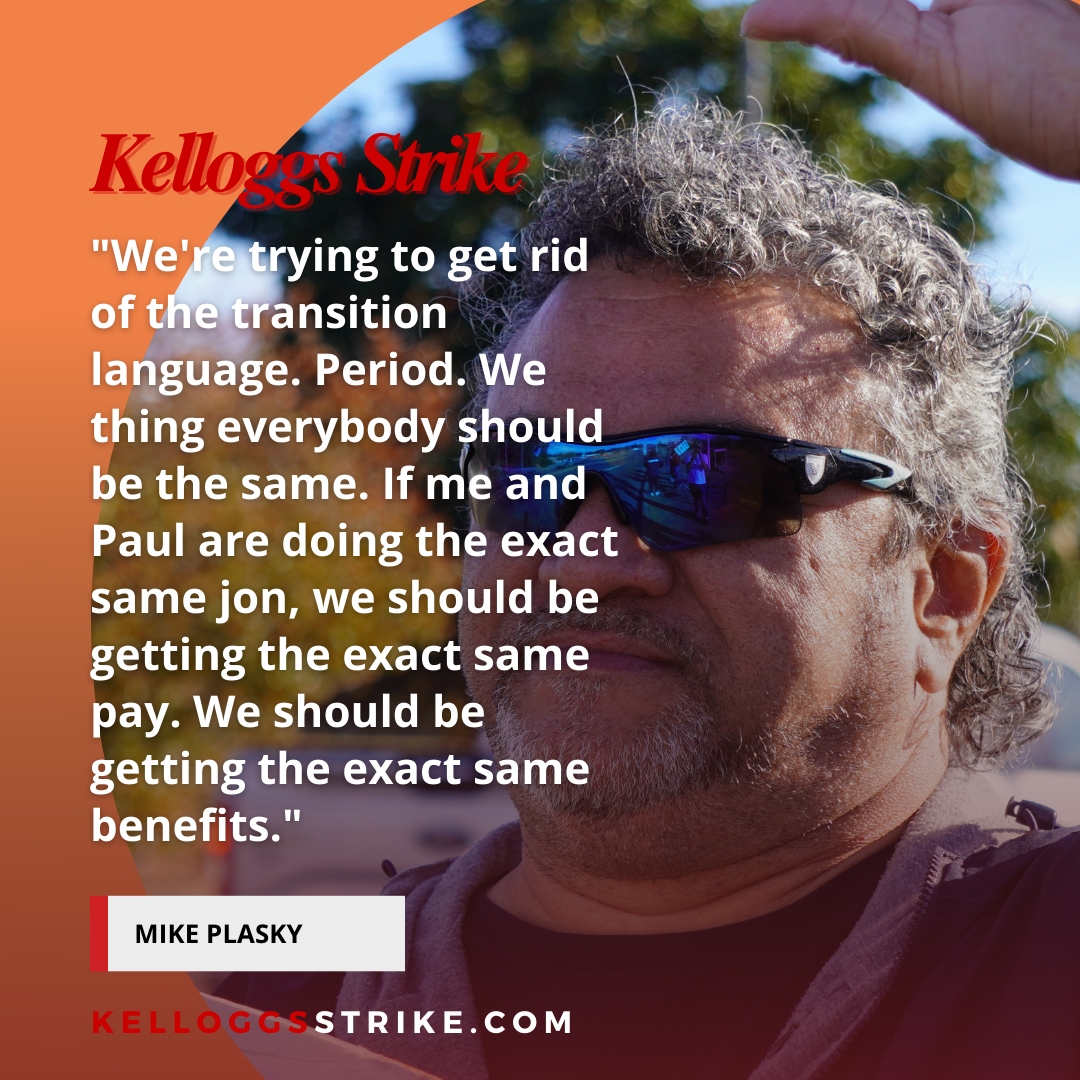 Kelloggs Strike
"We're trying to get rid
of the transition
language. Period. We
thing everybody should
be the same. If me and
Paul are doing the exact
same jon, we should be
getting the exact same
pay. We should be
getting the exact same
benefits."
MIKE PLASKY
KELLOGGSSTRIKE.COM